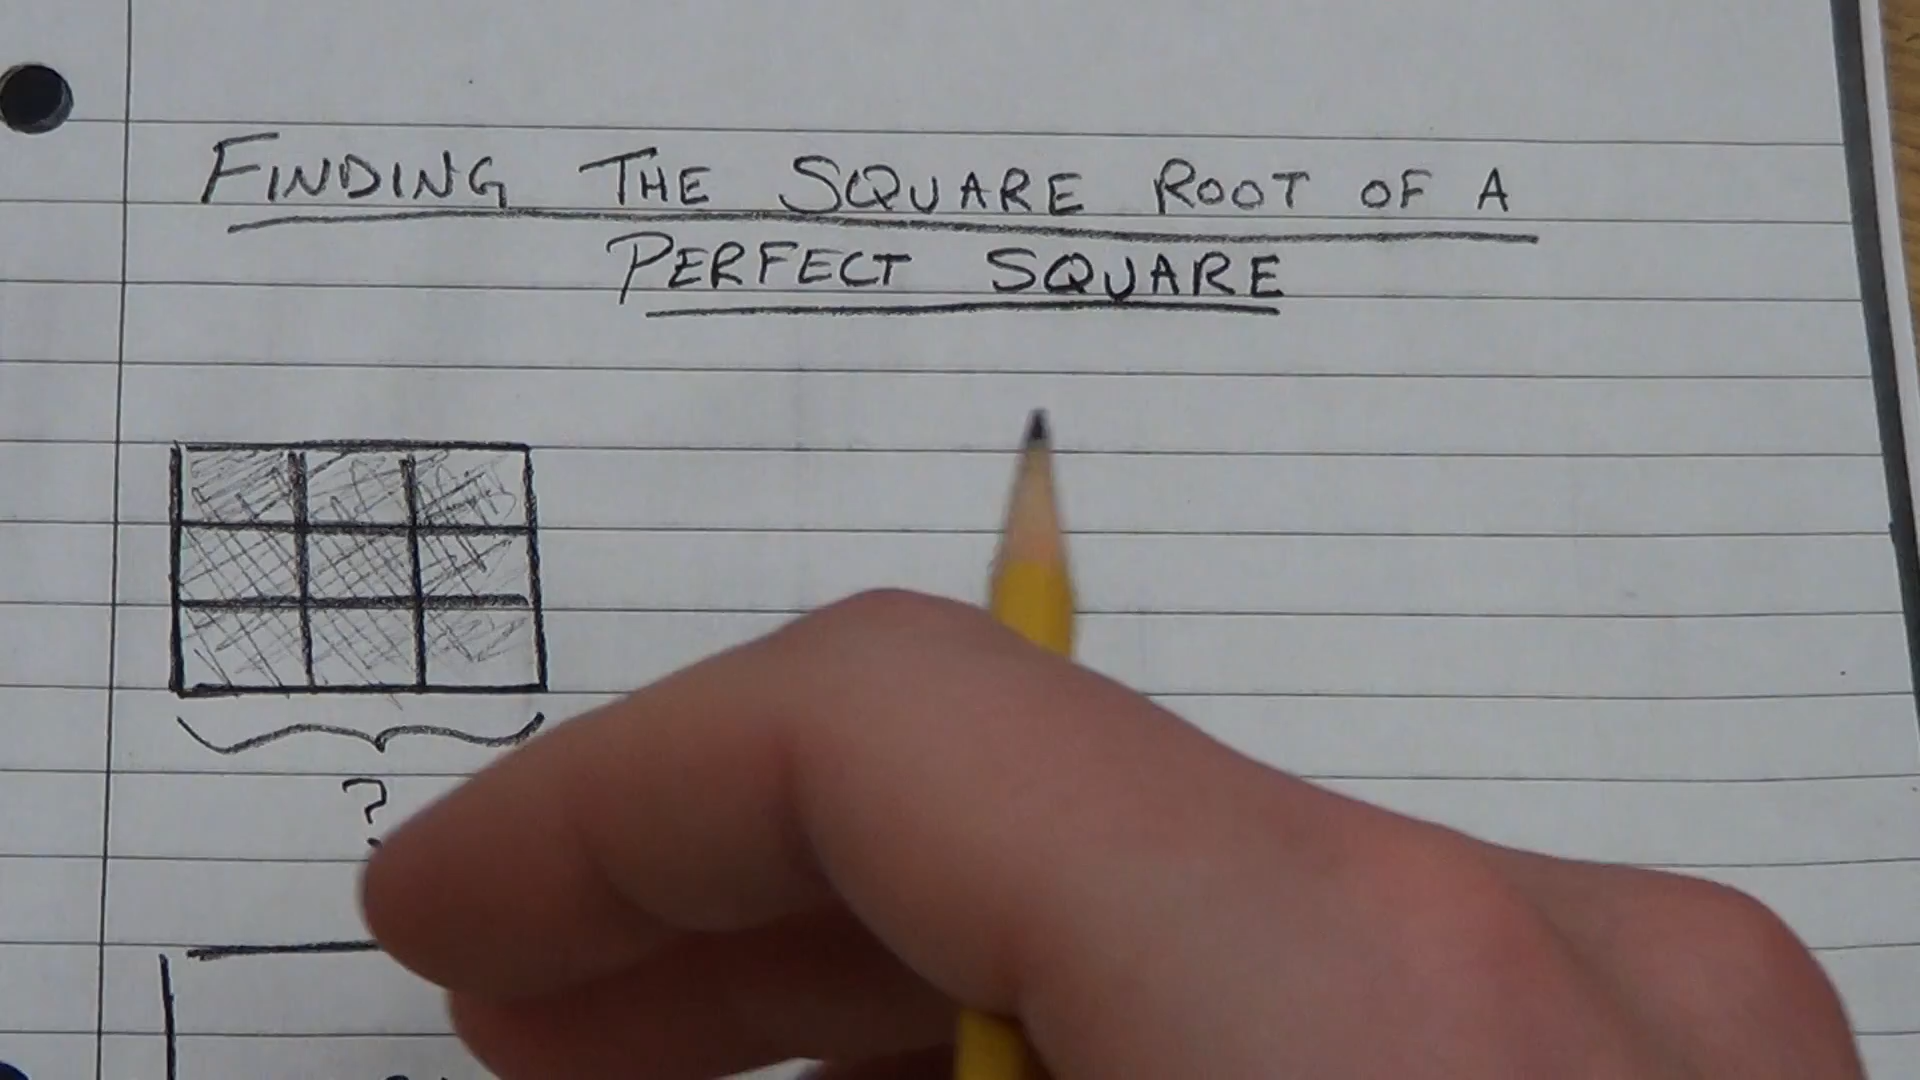 FINDING THE SQUARE ROOT OF A
PERFECT SQUARE
?